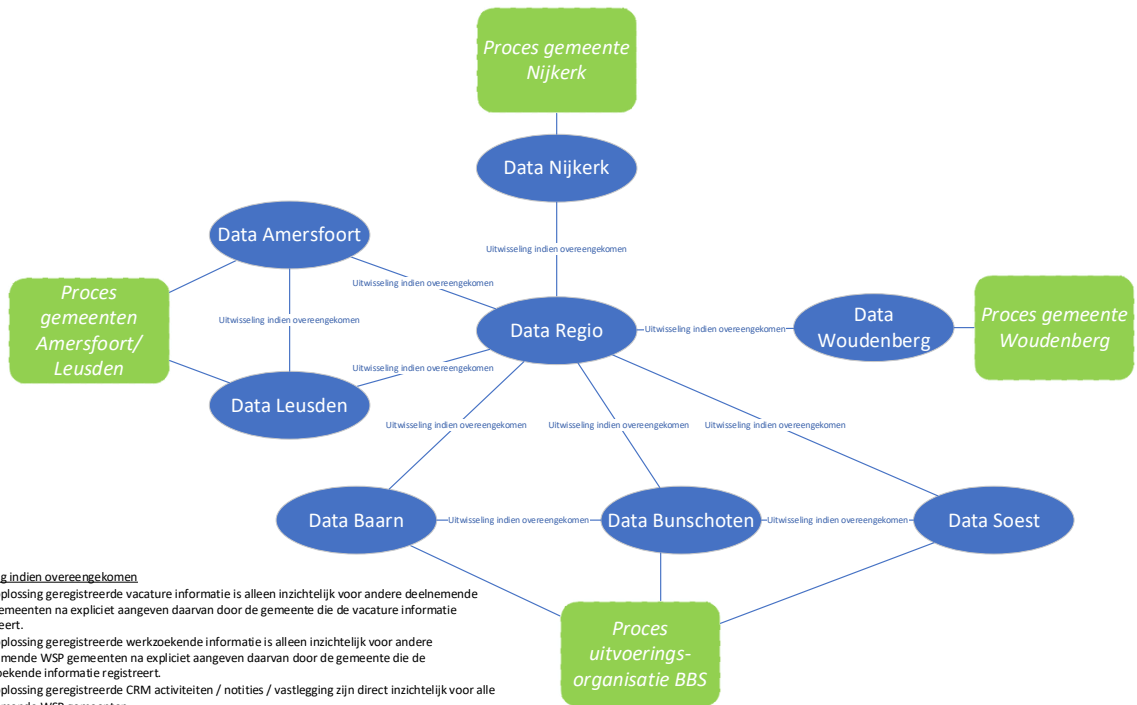 Proces gemeente
Nijkerk
Data Nijkerk
Data Amersfoort
Uitwisseling indien overeengekomen
Uitwisseling indien overeengekomen
Proces
gemeenten
Amersfoort/
Leusden
Uitwisseling indien overeengekomen
Data Regio
Uitwisseling indien overeengekomen
Data
Woudenberg
Proces gemeente
Woudenberg
Uitwisseling indien overeengekomen
Data Leusden
Uitwisseling indien overeengekomen
Uitwisseling indien overeengekomen
Uitwisseling indien overeengekomen
Data Baarn
Uitwisseling indien overeengekomen
Data Bunschoten
Uitwisseling indien overeengekomen
Data Soest
Proces
uitvoerings-
organisatie BBS
indien overeengekomen
geregistreerde vacature informatie is alleen inzichtelijk voor andere deelnemende
na expliciet aangeven daarvan door de gemeente die de vacature informatie
geregistreerde werkzoekende informatie is alleen inzichtelijk voor andere
WSP gemeenten na expliciet aangeven daarvan door de gemeente die de
informatie registreert.
geregistreerde CRM activiteiten / notities / vastlegging zijn direct inzichtelijk voor alle